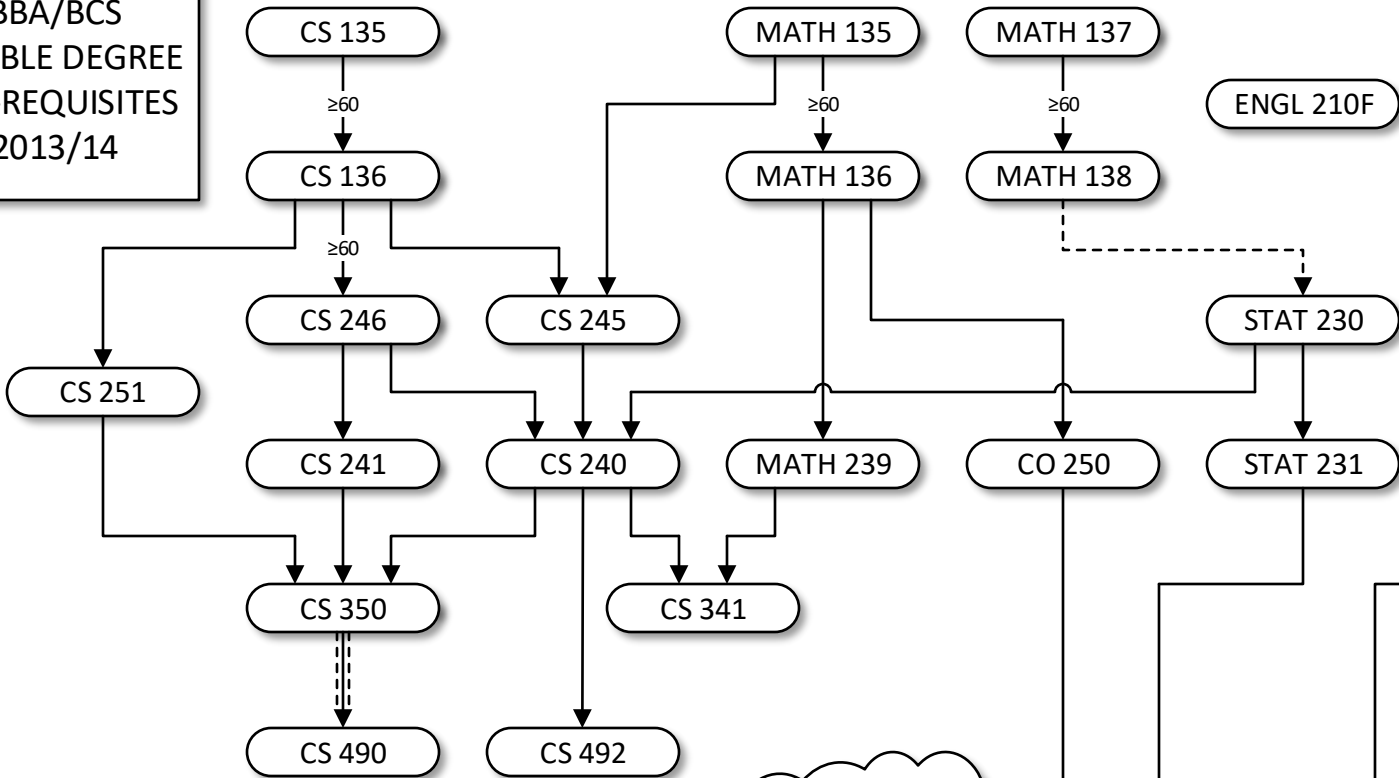 BBA/BCS
BLE DEGREE
REQUISITES
2013/14
CS 135
MATH 135
MATH 137
≥60
≥60
≥60
ENGL 210F
CS 136
MATH 136
MATH 138
≥60
CS 246
CS 245
STAT 230
CS 251
CS 241
CS 240
MATH 239
CO 250
STAT 231
CS 350
CS 341
CS 490
CS 492